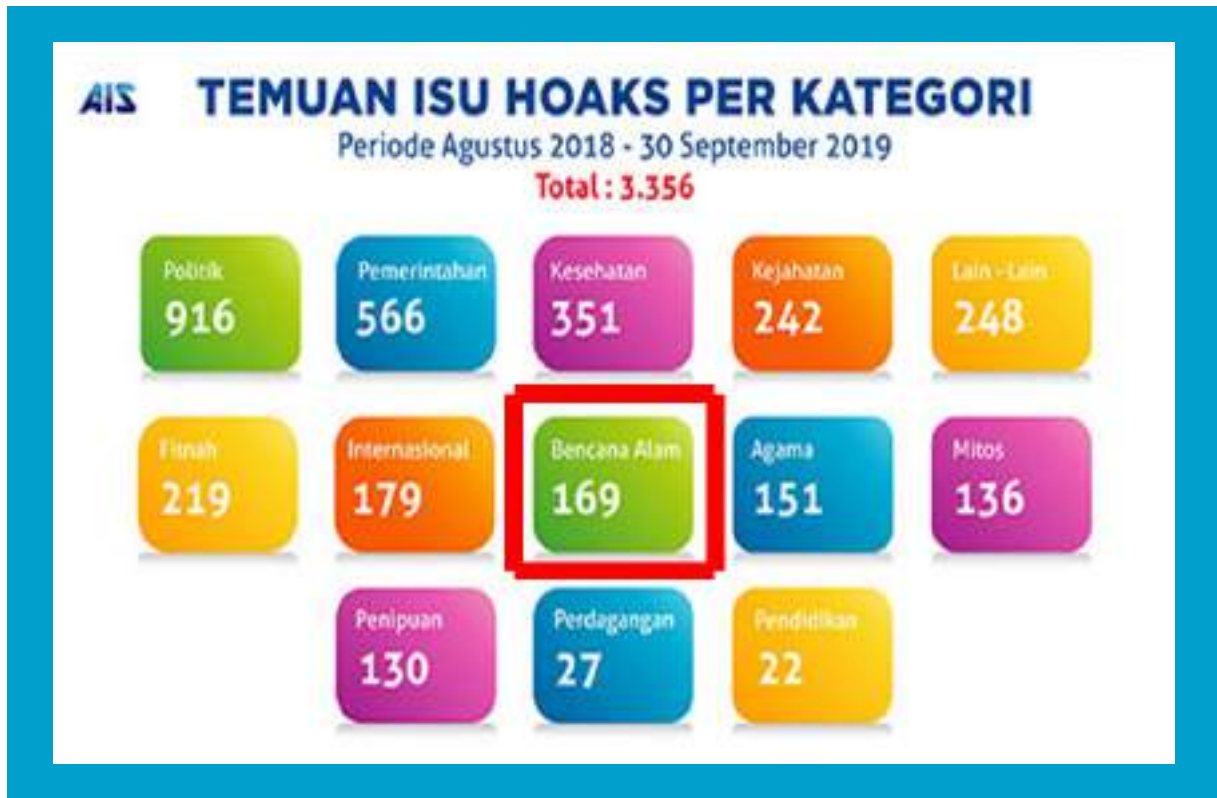 AIS TEMUAN ISU HOAKS PER KATEGORI
Periode Agustus 2018 - 30 September 2019
Total : 3.356
Politik
916
Pemerintahan
566
Kesehatan
351
Kejahatan
242
Lain - Lain
248
Fitnah
219
Internasional
179
Bencana Alam
169
Agama
151
Mitos
136
Penipuan
130
Perdagangan
27
Pendidikan
22